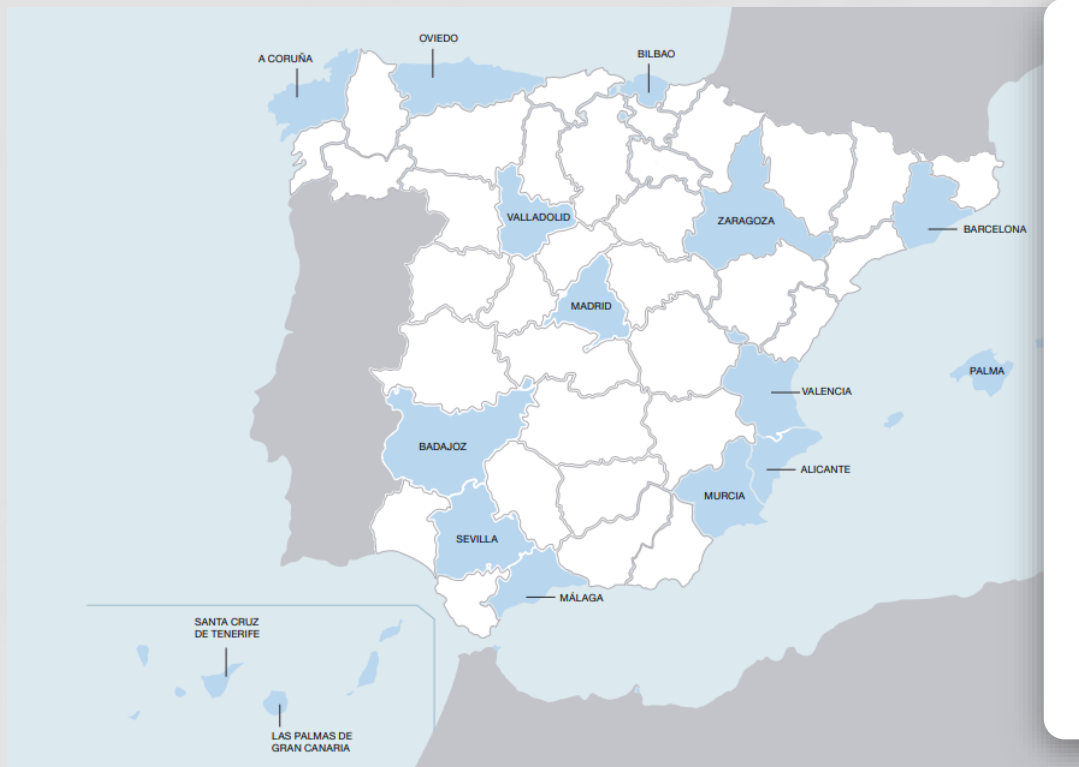 OVIEDO
A CORUÑA
BILBAO
VALLADOLID
ZARAGOZA
BARCELONA
MADRID
PALMA
VALENCIA
BADAJOZ
ALICANTE
MURCIA
SEVILLA
MÁLAGA
SANTA CRUZ
DE TENERIFE
LAS PALMAS DE
GRAN CANARIA